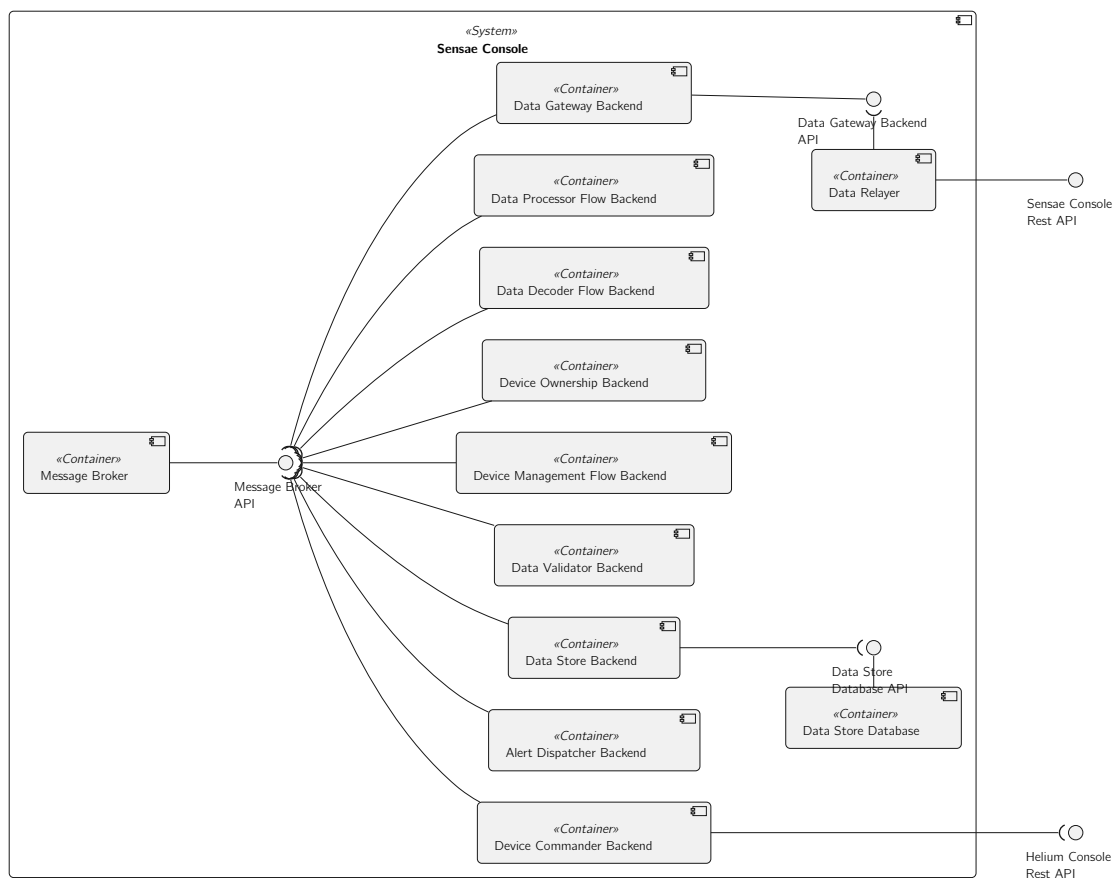 «System»
Sensae Console
«Container»
Data Gateway Backend
Data Gateway Backend
API
«Container»
Data Processor Flow Backend
«Container»
Data Relayer
Sensae Console
Rest API
«Container»
Data Decoder Flow Backend
«Container»
Device Ownership Backend
«Container»
Message Broker
Message Broker
API
«Container»
Device Management Flow Backend
«Container»
Data Validator Backend
«Container»
Data Store Backend
Data Store
Database API
«Container»
Data Store Database
«Container»
Alert Dispatcher Backend
«Container»
Device Commander Backend
Helium Console
Rest API